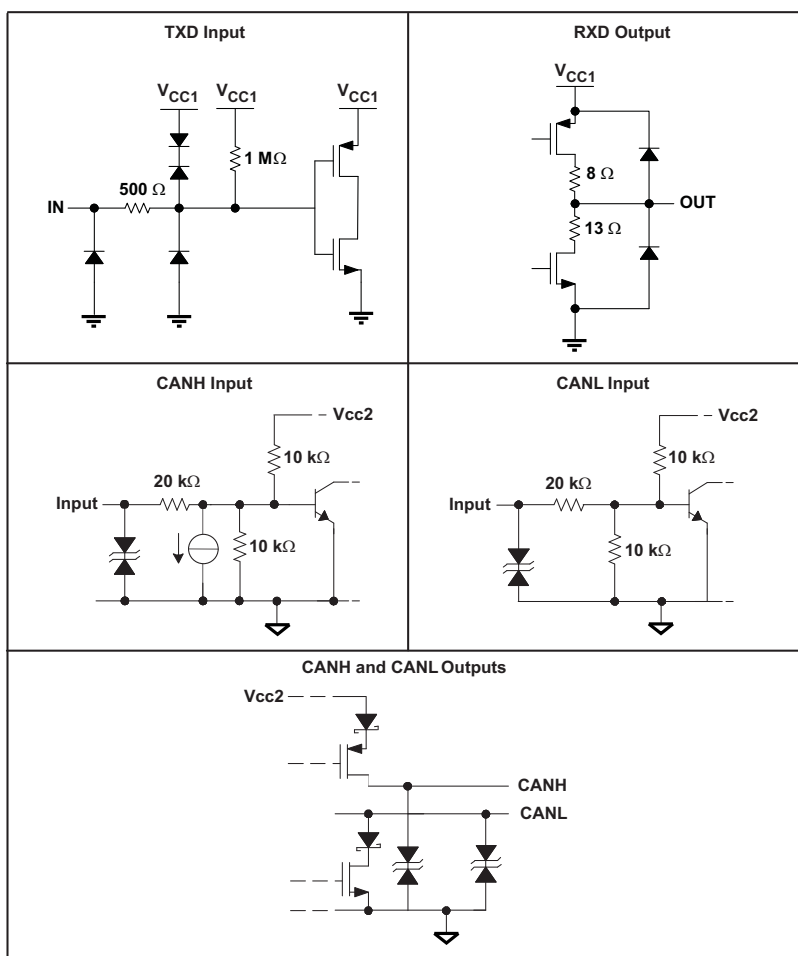 TXD Input
RXD Output
VCC1
VCC1
VCC1
VCC1
1 MΩ
500 Ω
IN
8 Ω
OUT
13 Ω
CANH Input
CANL Input
Vcc2
Vcc2
10 kΩ
10 kΩ
20 kΩ
20 kΩ
Input
Input
10 kΩ
10 kΩ
CANH and CANL Outputs
Vcc2
CANH
CANL